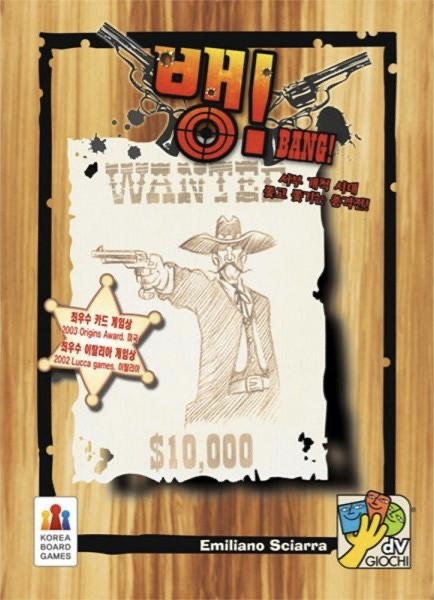 뱅!
BANG!
서부 개척 시대
쫓고 쫓기는 총격전!!
WANTED
최우수 카드 게임상
2003 Origins Award, 미국
최우수 이탈리아 게임상
2002 Lucca games, 이탈리아
$10,000
KOREA
BOARD
GAMES
Emiliano Sciarra
dV
GIOCHI